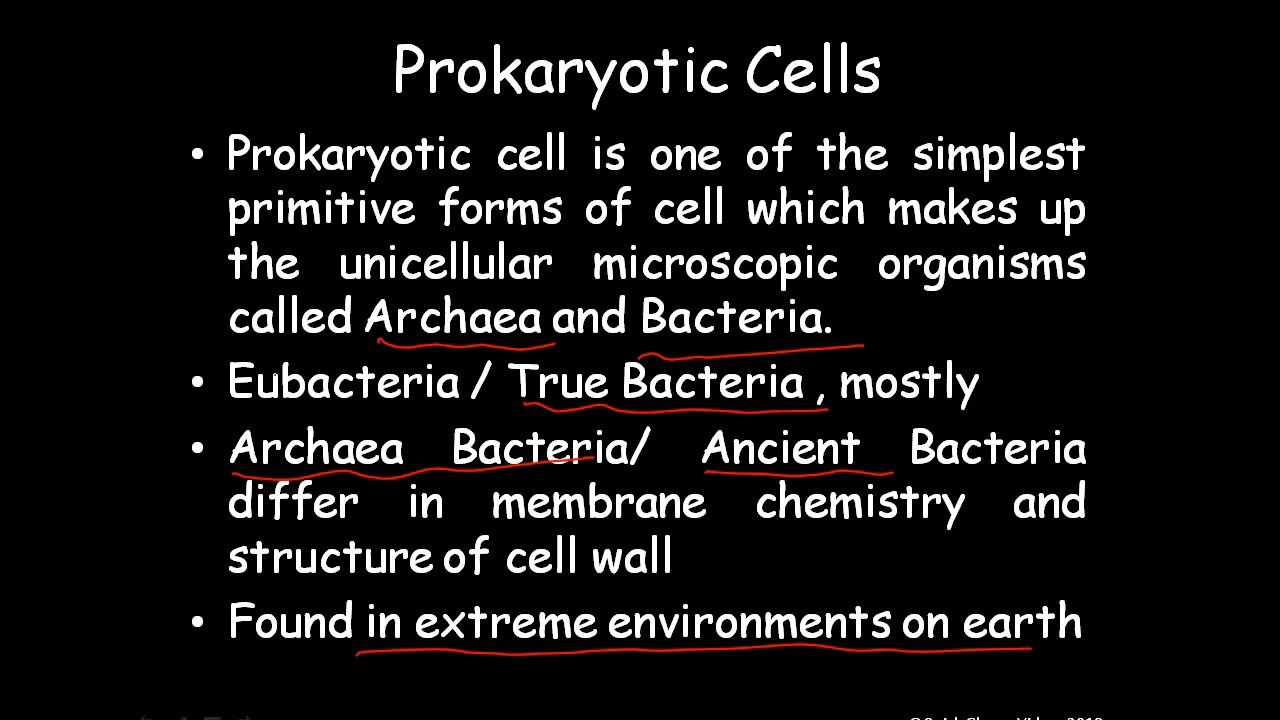 Prokaryotic Cells
• Prokaryotic cell is one of the simplest
primitive forms of cell which makes up
the unicellular microscopic organisms
called Archaea and Bacteria.
• Eubacteria / True Bacteria , mostly
• Archaea Bacteria/ Ancient Bacteria
differ in membrane chemistry and
structure of cell wall
• Found in extreme environments on earth